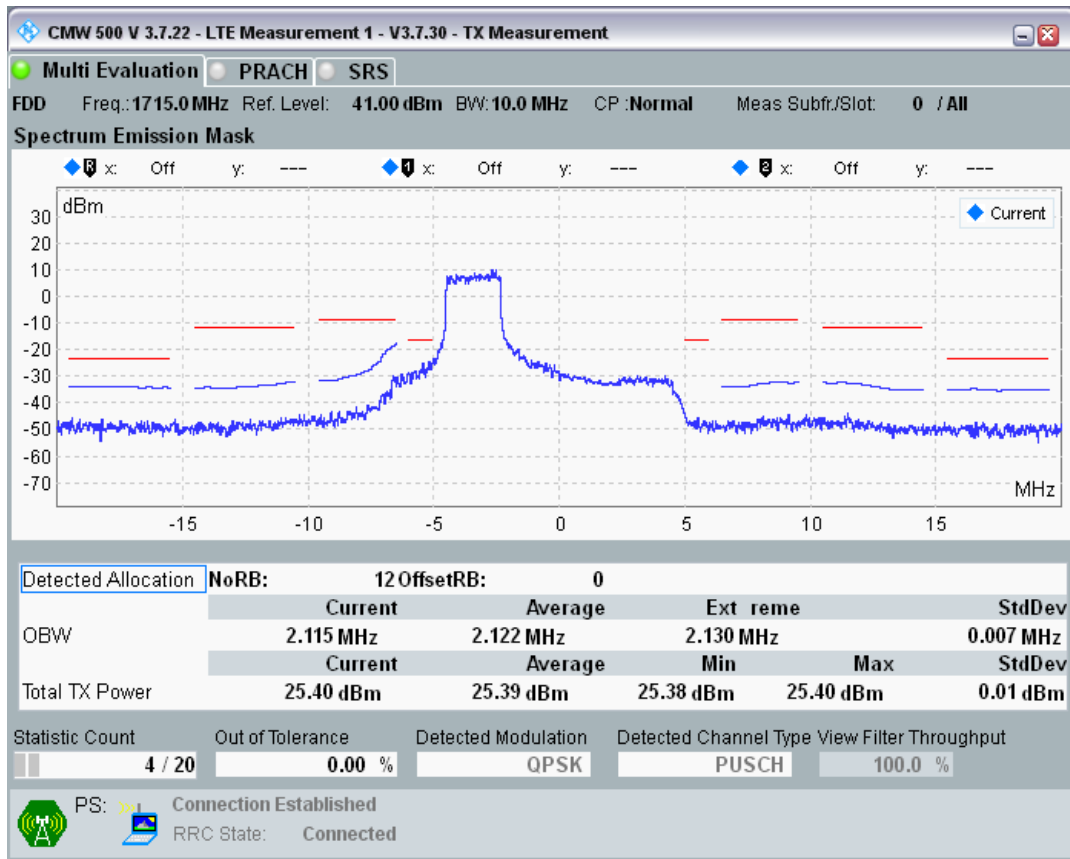 CMW 500 V 3.7.22 - LTE Measurement 1 - V3.7.30 - TX Measurement
Multi Evaluation PRACH SRS
FDD Freq.: 1715.0 MHz Ref. Level: 41.00 dBm BW: 10.0 MHz CP :Normal Meas Subfr./Slot: 0 / All
Spectrum Emission Mask
R x: Off y: --- 1 x: Off y: --- 2 x: Off y: ---
dBm
Current
30
20
10
0
-10
-20
-30
-40
-50
-60
-70
MHz
-15 -10 -5 0 5 10 15
Detected Allocation NoRB: 12 OffsetRB: 0
Current Average Ext reme StdDev
OBW 2.115 MHz 2.122 MHz 2.130 MHz 0.007 MHz
Current Average Min Max StdDev
Total TX Power 25.40 dBm 25.39 dBm 25.38 dBm 25.40 dBm 0.01 dBm
Statistic Count Out of Tolerance Detected Modulation Detected Channel Type View Filter Throughput
4 / 20 0.00 % QPSK PUSCH 100.0 %
PS: Connection Established
RRC State: Connected